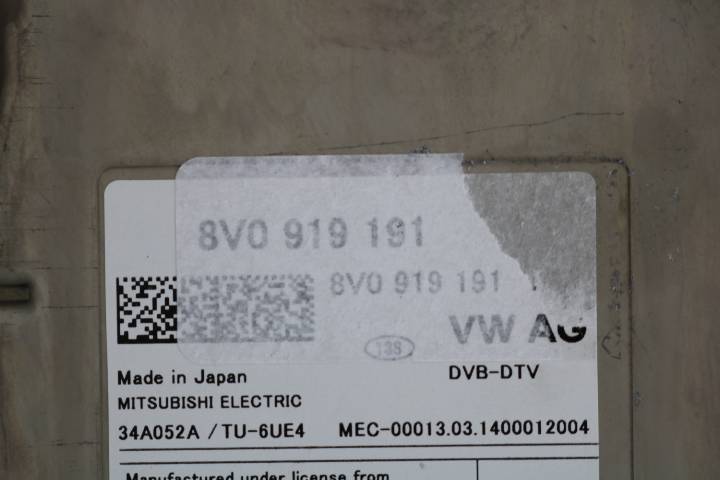 8V0 919 191
8V0 919 191
13S
VW AG
Made in Japan
DVB-DTV
MITSUBISHI ELECTRIC
34A052A / TU-6UE4
MEC-00013.03.1400012004
Manufactured under license from